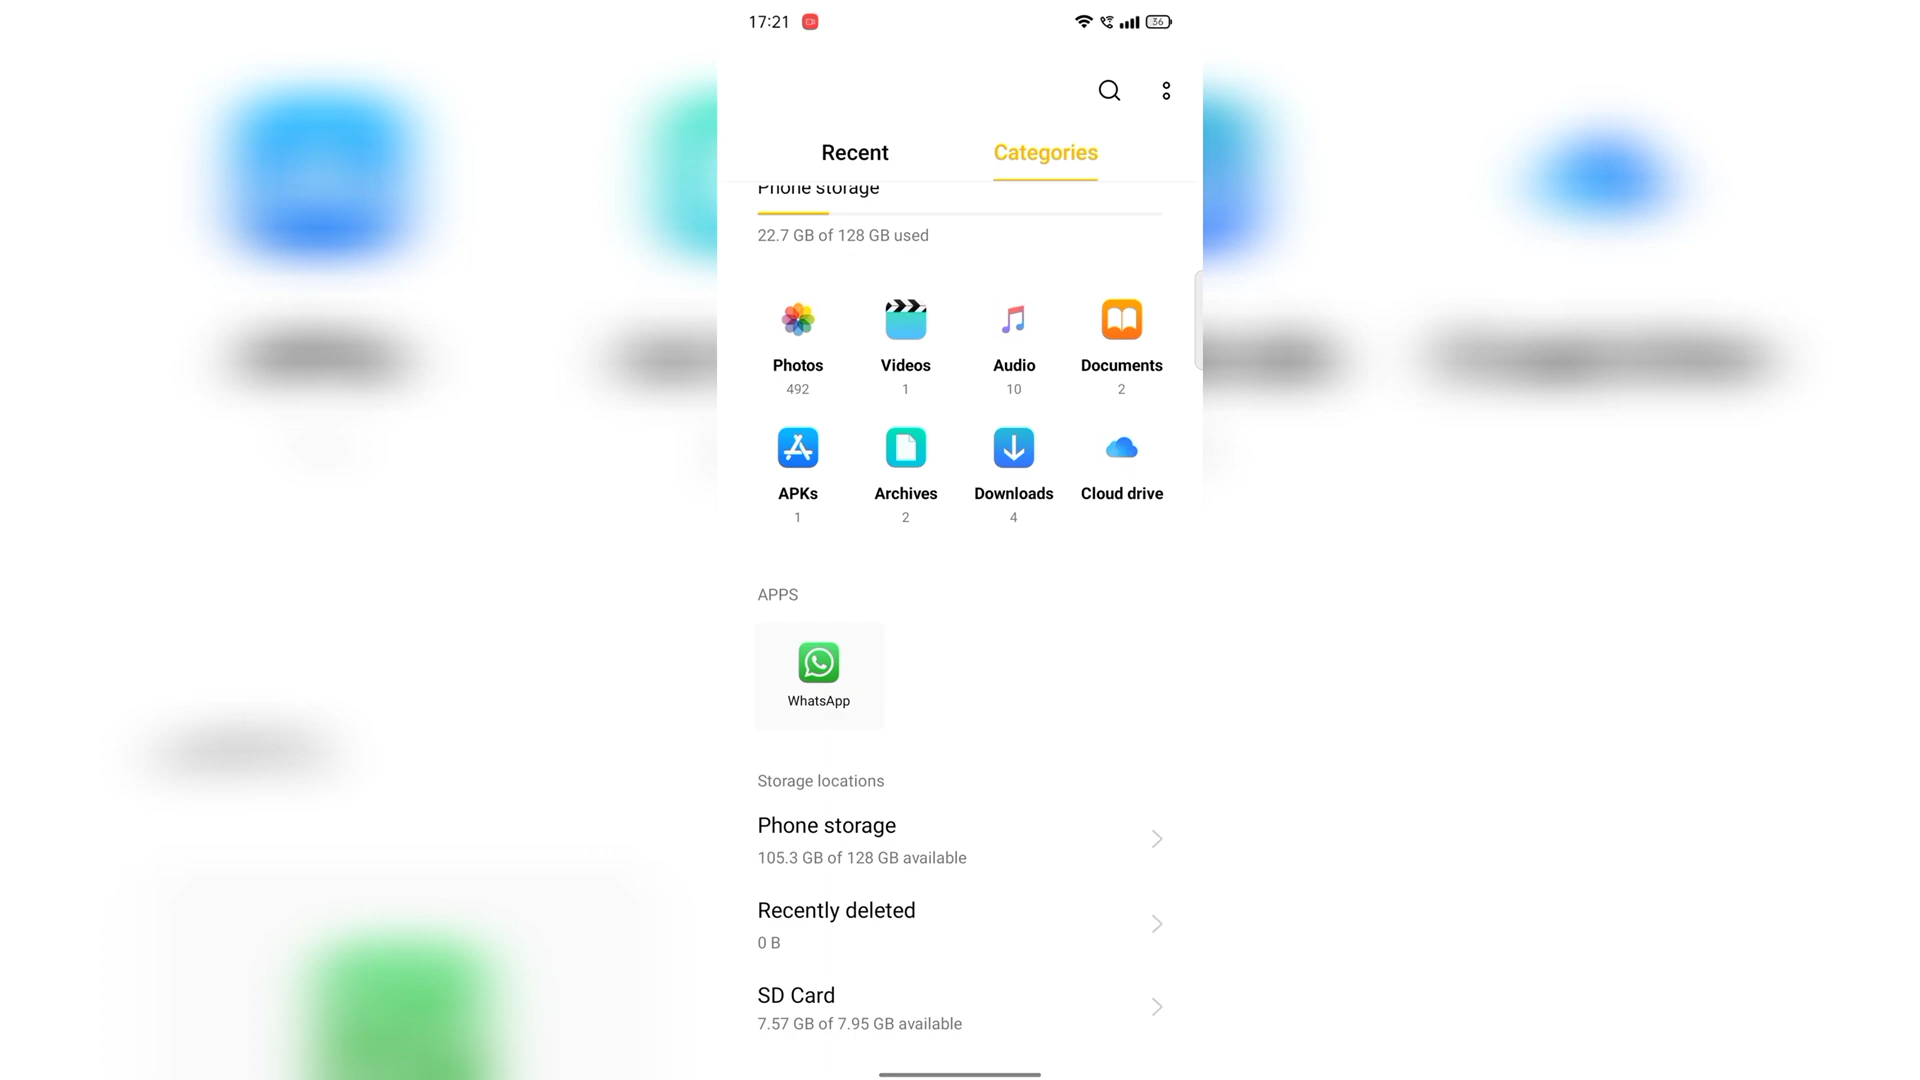 17:21
36
Recent Categories
Phone storage
22.7 GB of 128 GB used
Photos Videos Audio Documents
492 1 10 2
APKs Archives Downloads Cloud drive
1 2 4
APPS
WhatsApp
Storage locations
Phone storage
105.3 GB of 128 GB available
Recently deleted
0 B
SD Card
7.57 GB of 7.95 GB available